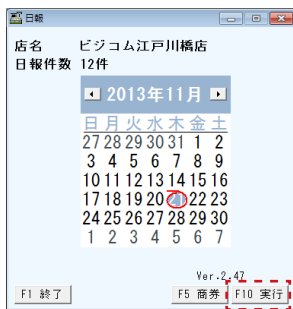 日報
店名 ビジコム江戸川橋店
日報件数 12件
2013年11月
日 月 火 水 木 金 土
27 28 29 30 31 1 2
3 4 5 6 7 8 9
10 11 12 13 14 15 16
17 18 19 20 21 22 23
24 25 26 27 28 29 30
1 2 3 4 5 6 7
Ver.2.47
F1 終了 F5 商券 F10 実行